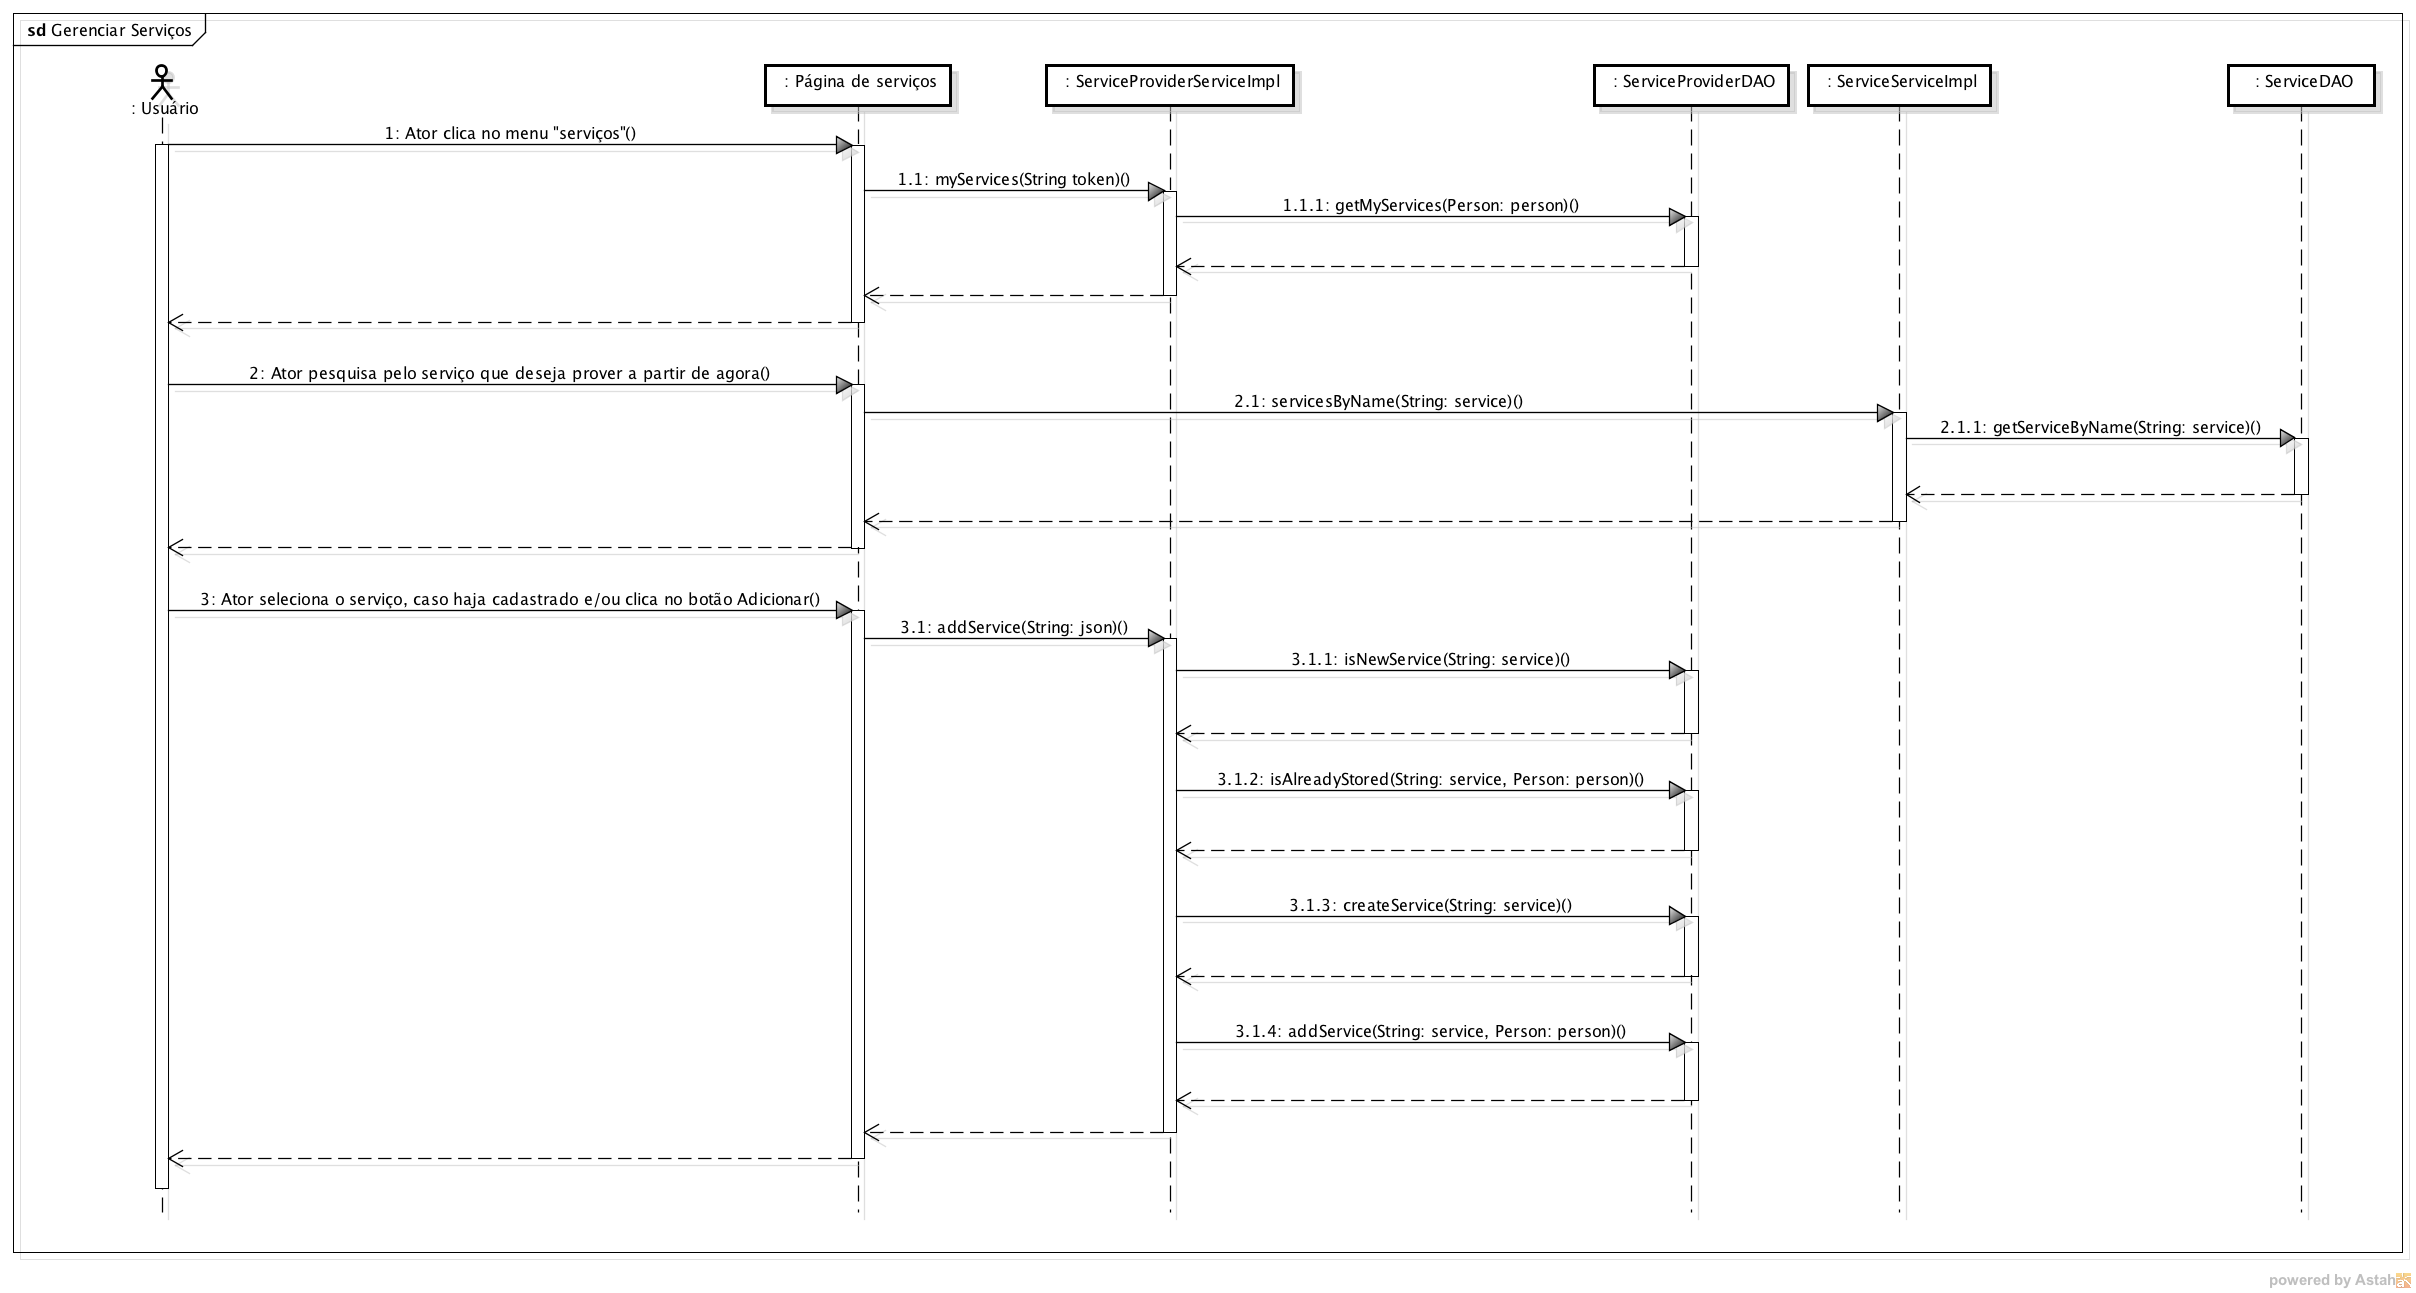 sd Gerenciar Serviços
: Usuário
: Página de serviços
: ServiceProviderServiceImpl
: ServiceProviderDAO
: ServiceServiceImpl
: ServiceDAO
1: Ator clica no menu "serviços"()
1.1: myServices(String token)()
1.1.1: getMyServices(Person: person)()
2: Ator pesquisa pelo serviço que deseja prover a partir de agora()
2.1: servicesByName(String: service)()
2.1.1: getServiceByName(String: service)()
3: Ator seleciona o serviço, caso haja cadastrado e/ou clica no botão Adicionar()
3.1: addService(String: json)()
3.1.1: isNewService(String: service)()
3.1.2: isAlreadyStored(String: service, Person: person)()
3.1.3: createService(String: service)()
3.1.4: addService(String: service, Person: person)()
powered by Astah